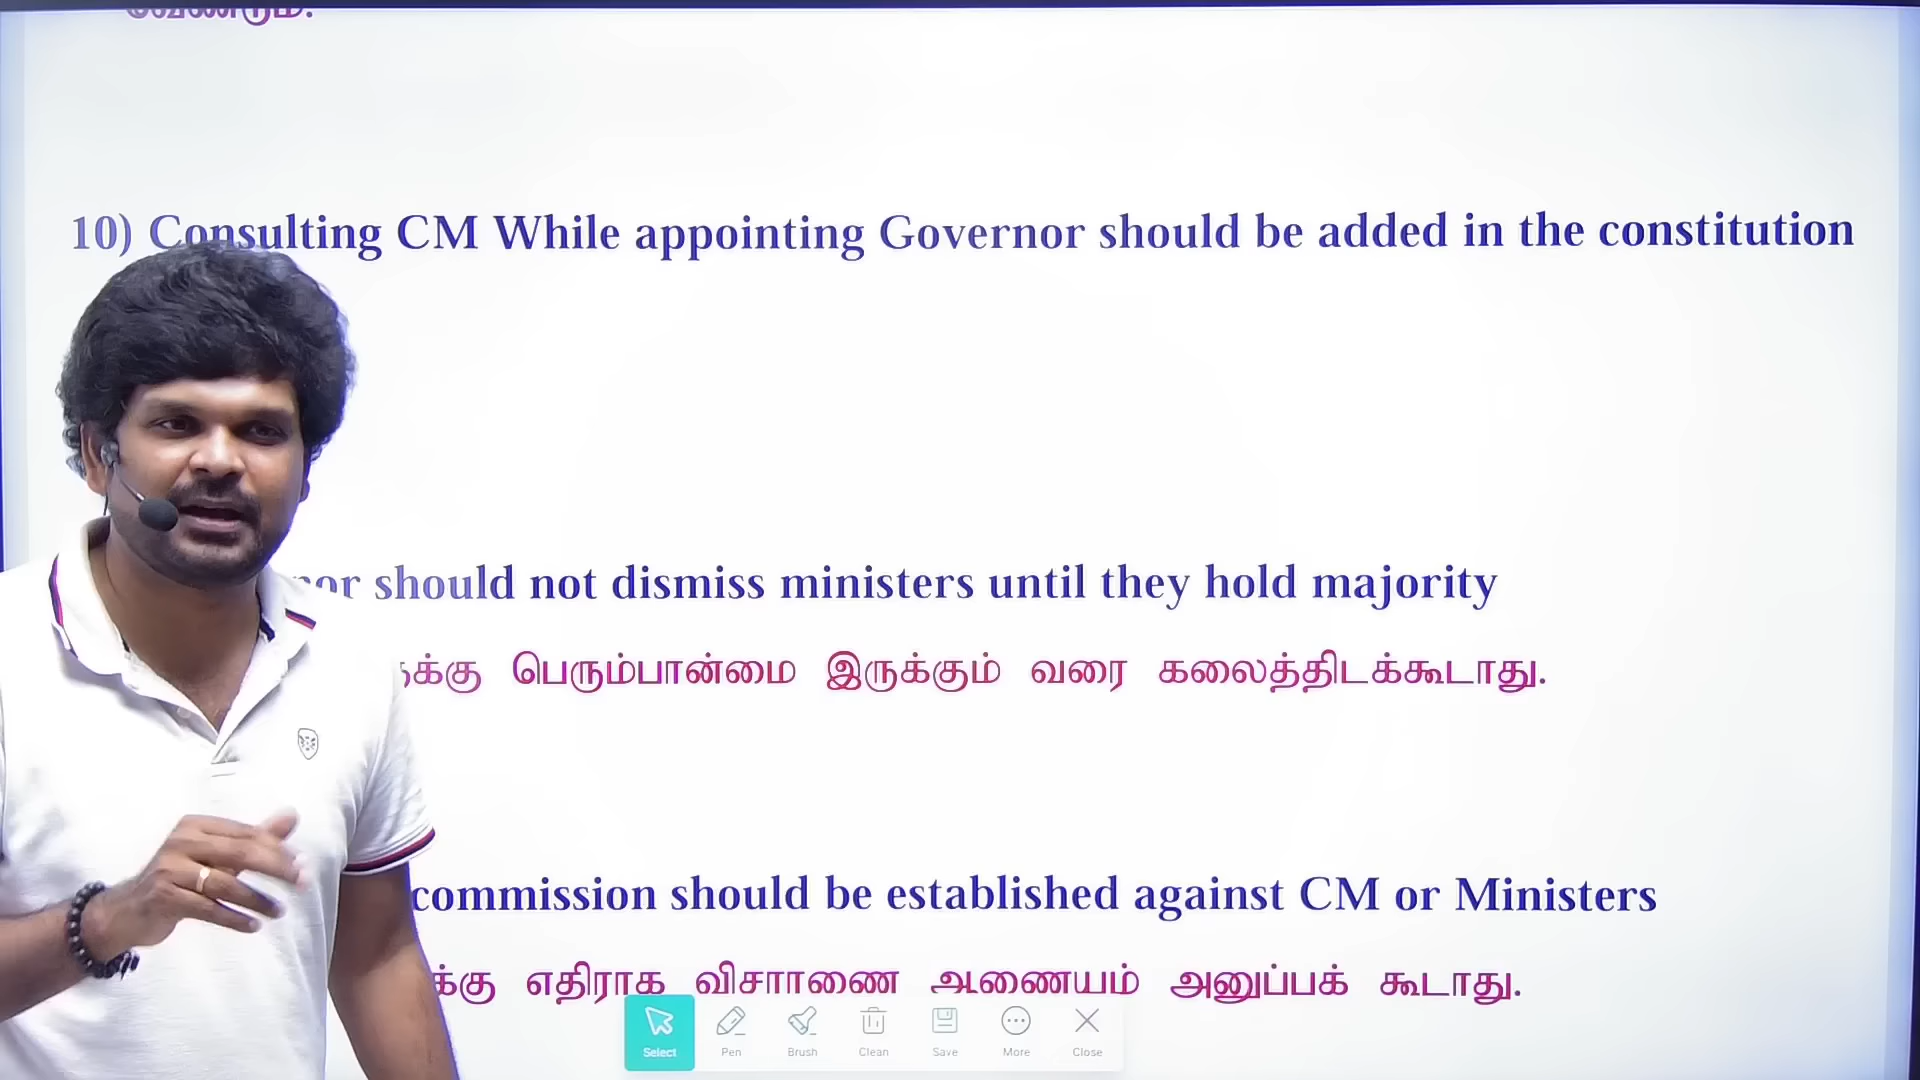 வேண்டும்.
10) Consulting CM While appointing Governor should be added in the constitution
should not dismiss ministers until they hold majority
பெரும்பான்மை இருக்கும் வரை கலைத்திடக்கூடாது.
commission should be established against CM or Ministers
எதிராக விசாரணை ஆணையம் அனுப்பக் கூடாது.
Select Pen Brush Clean Save More Close